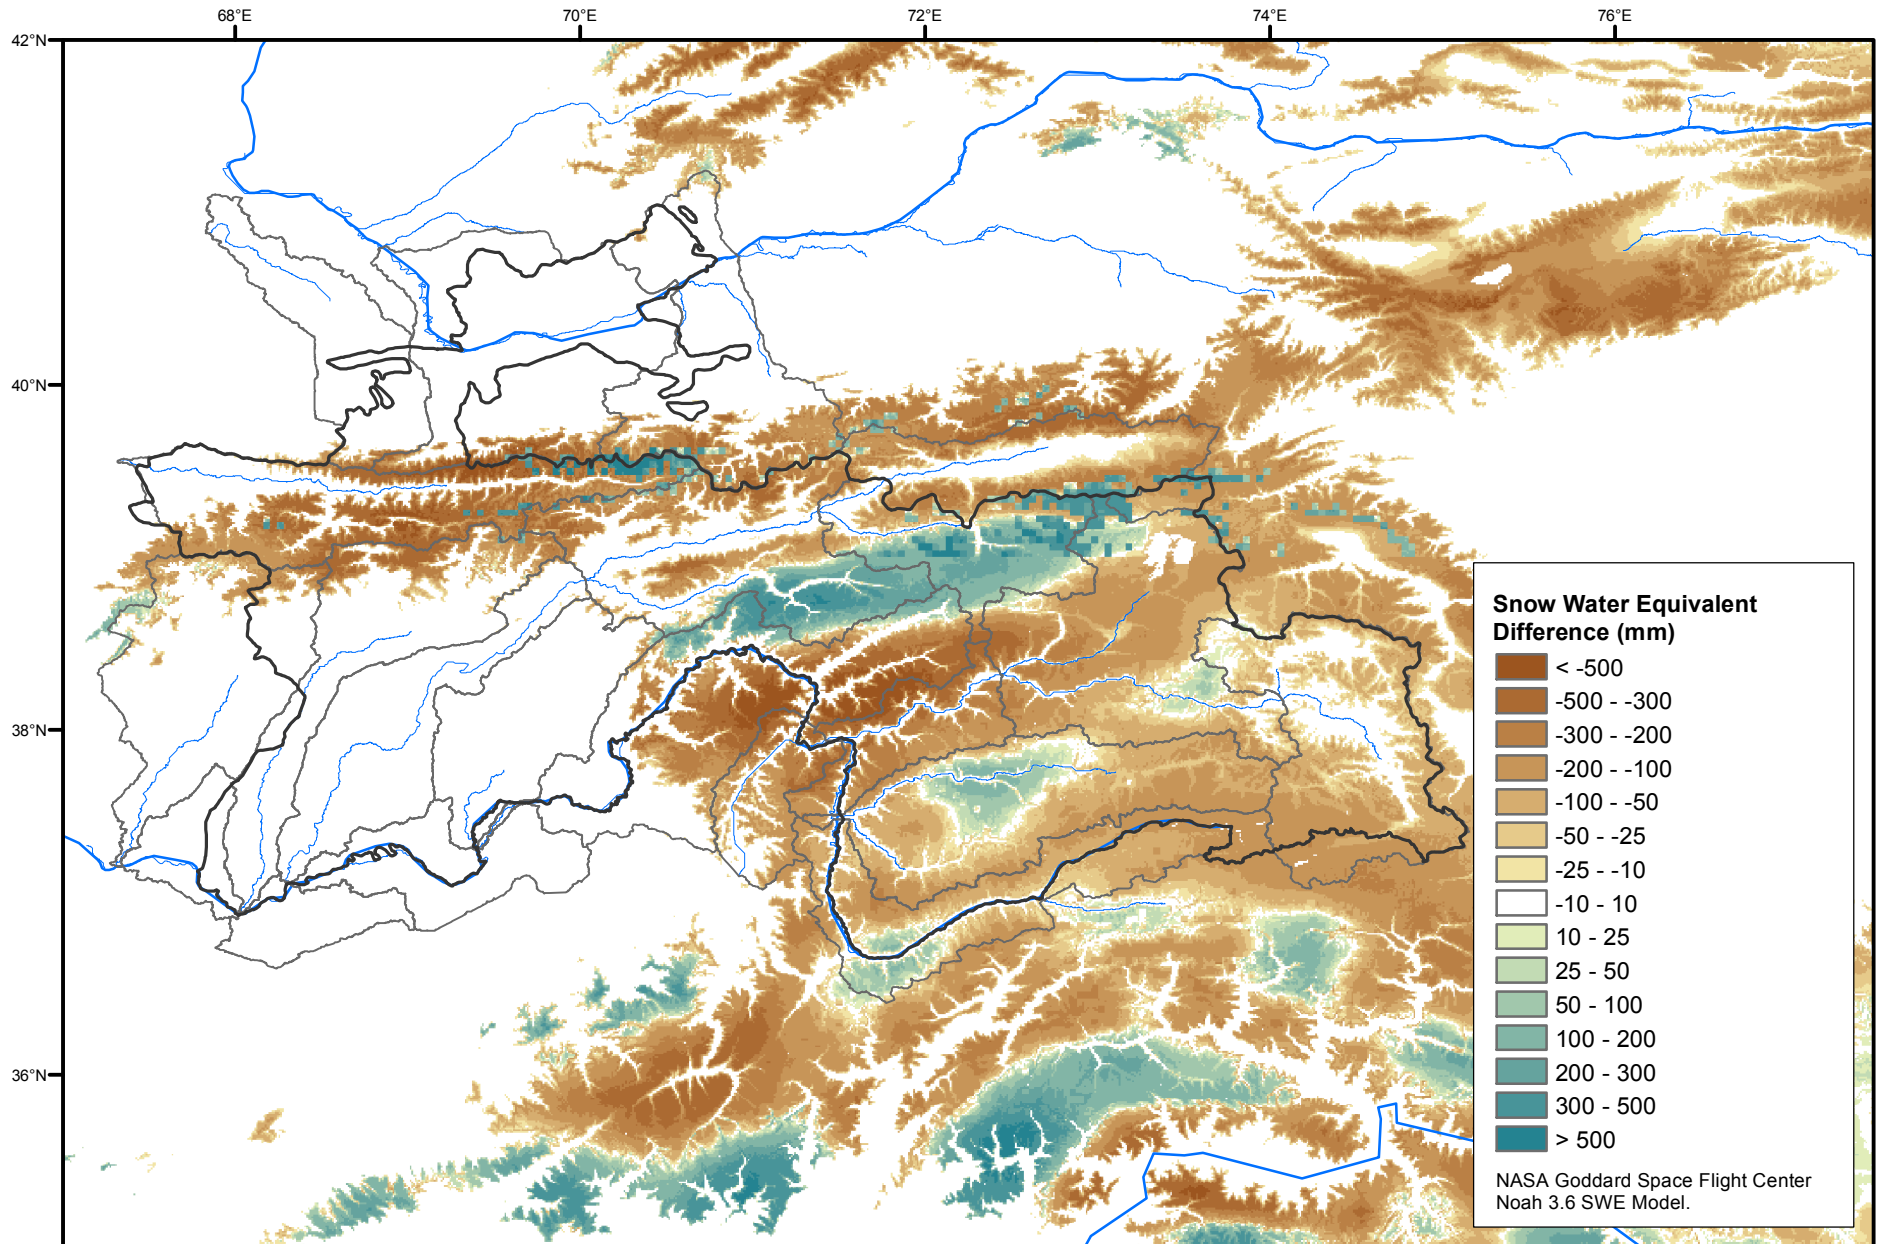 68°E 70°E 72°E 74°E 76°E
42°N
40°N
38°N
36°N
Snow Water Equivalent
Difference (mm)
< -500
-500 - -300
-300 - -200
-200 - -100
-100 - -50
-50 - -25
-25 - -10
-10 - 10
10 - 25
25 - 50
50 - 100
100 - 200
200 - 300
300 - 500
> 500
NASA Goddard Space Flight Center
Noah 3.6 SWE Model.